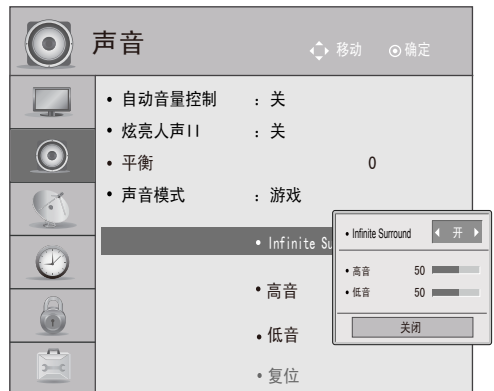 声音
移动 确定
• 自动音量控制 ：关
• 炫亮人声II ：关
• 平衡 0
• 声音模式 ：游戏
• Infinite Su
• 高音
• 低音
• 复位
• Infinite Surround 开
• 高音 50
• 低音 50
关闭